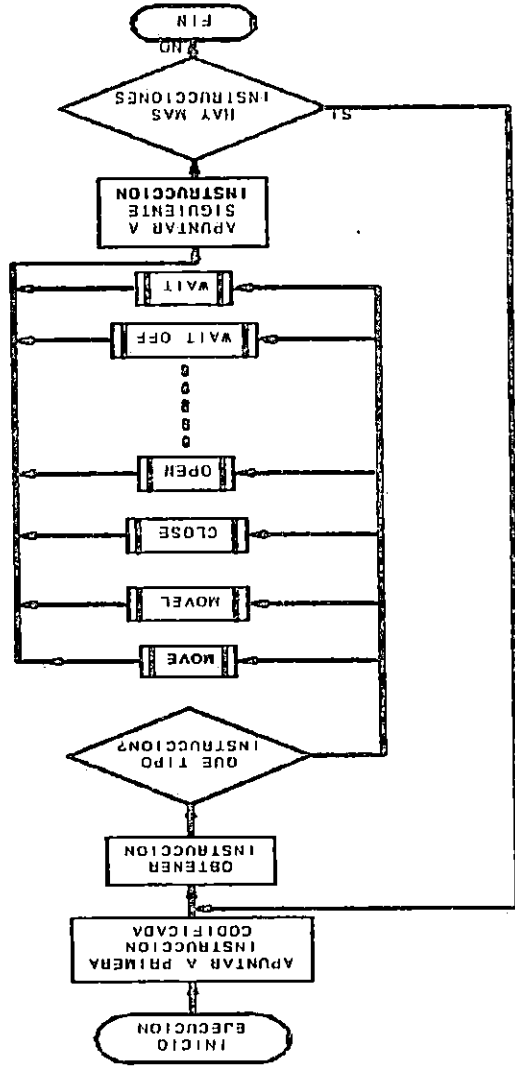 INICIO
EJECUCION
APUNTAR A PRIMERA
INSTRUCCION
CODIFICADA
OBTENER
INSTRUCCION
QUE TIPO
INSTRUCCION?
MOVE
MOVEL
CLOSE
OPEN
WAIT OFF
WAIT
APUNTAR A
SIGUIENTE
INSTRUCCION
HAY MAS
INSTRUCCIONES
SI
NO
FIN